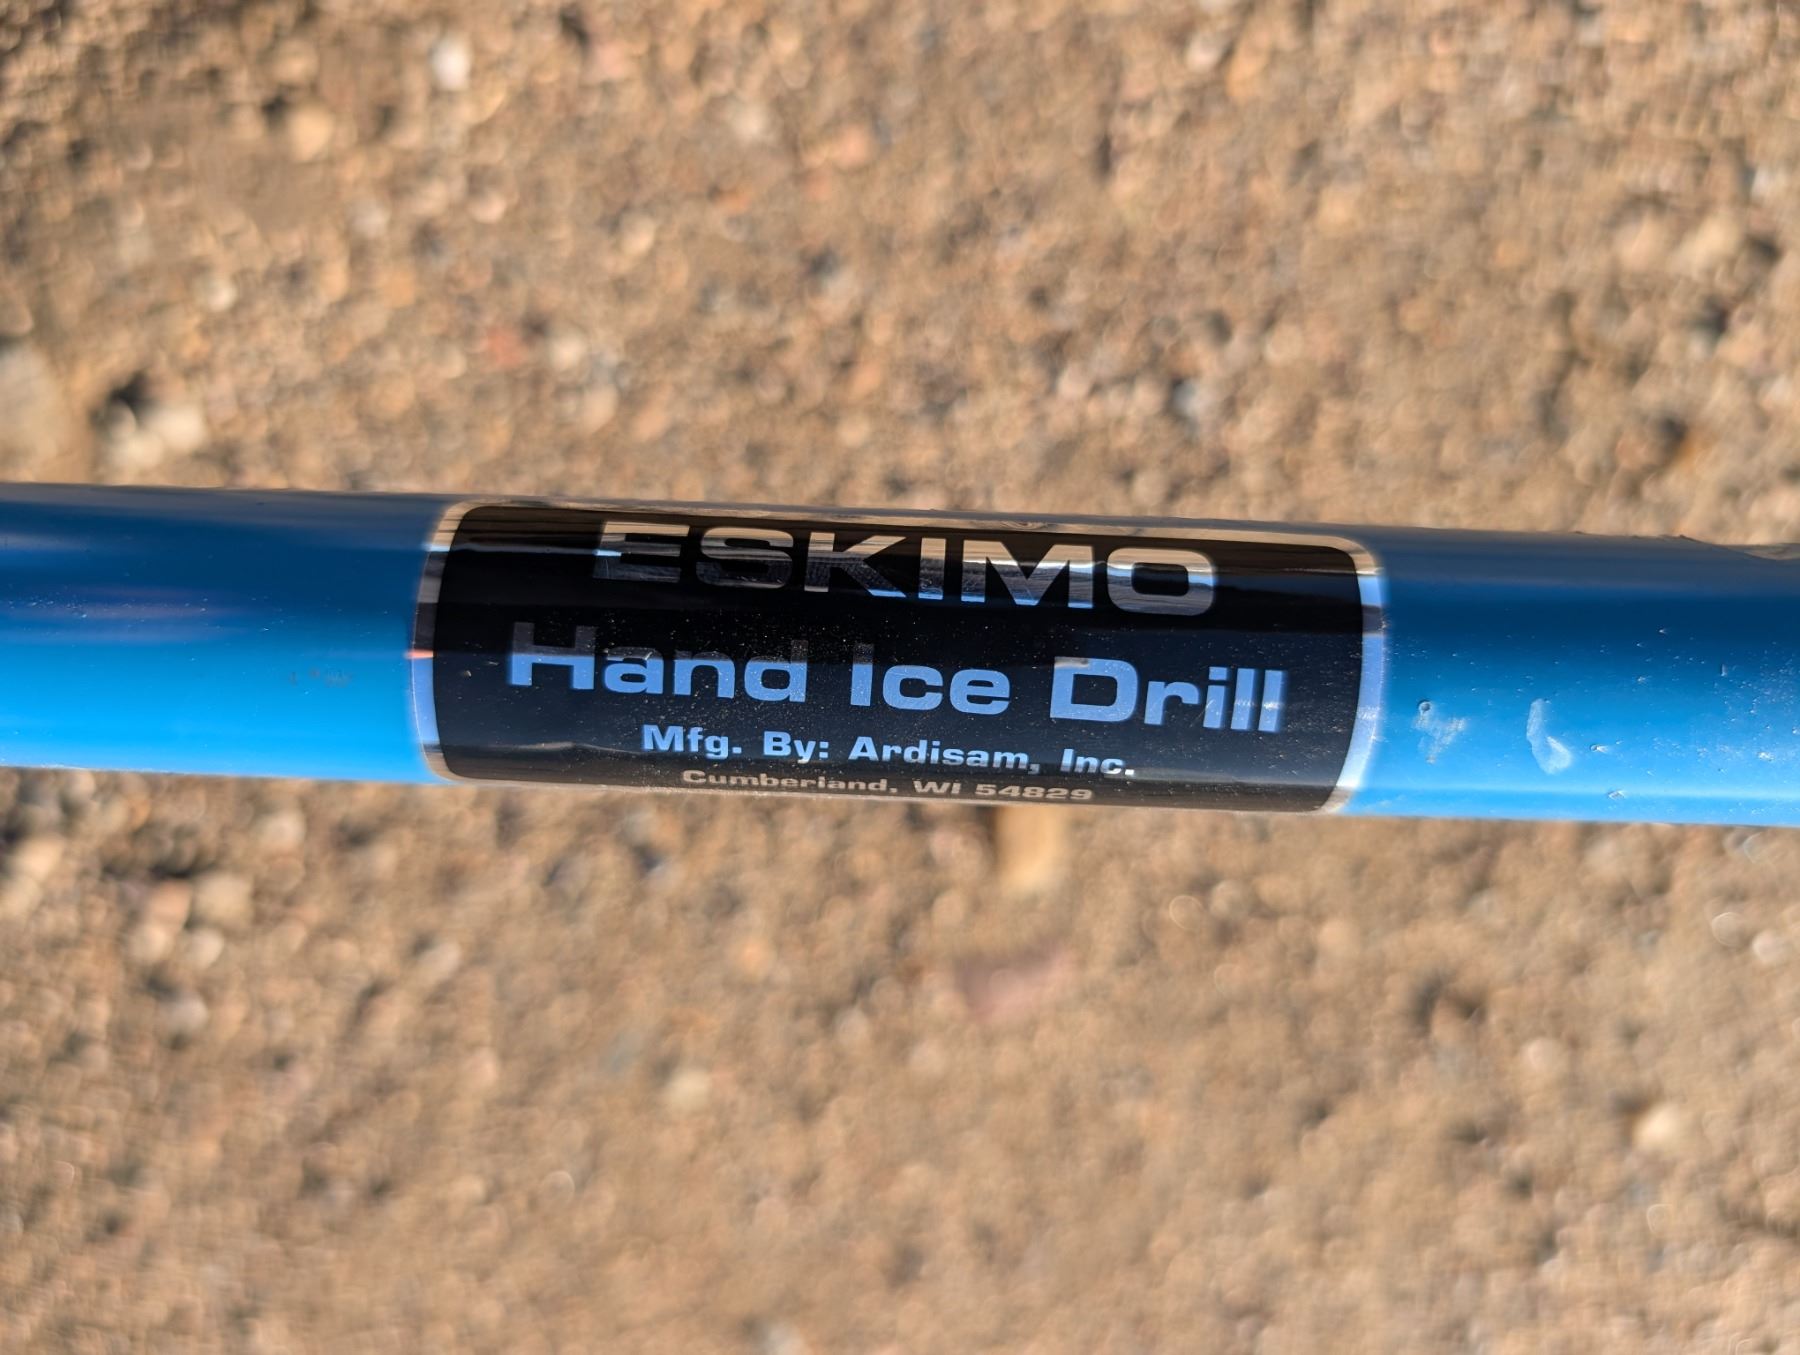 ESKIMO
Hand Ice Drill
Mfg. By: Ardisam, Inc.
Cumberland, WI 54829